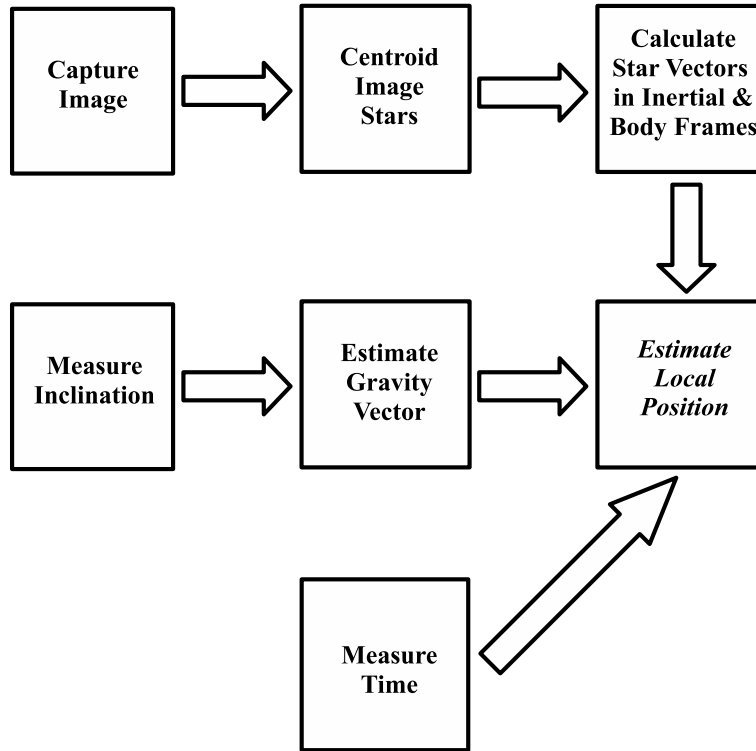 Capture
Image
Centroid
Image
Stars
Calculate
Star Vectors
in Inertial &
Body Frames
Measure
Inclination
Estimate
Gravity
Vector
Estimate
Local
Position
Measure
Time